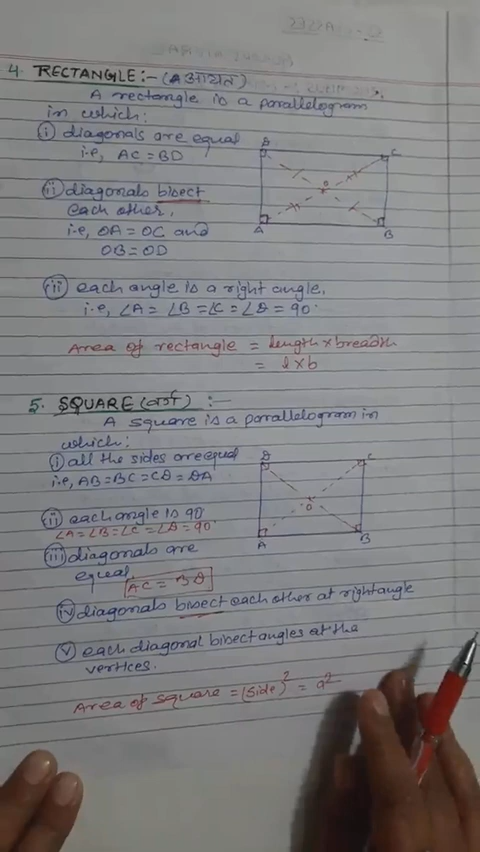 4. RECTANGLE:- (आयत)
A rectangle is a parallelogram
in which:
(i) diagonals are equal
i.e, AC = BD
(ii) diagonals bisect
each other.
i.e, OA = OC and
OB = OD
(iii) each angle is a right angle.
i.e, ∠A = ∠B = ∠C = ∠D = 90°
Area of rectangle = length × breadth
= l × b
D
C
O
A
B
5. SQUARE (वर्ग) :-
A square is a parallelogram in
which:
(i) all the sides are equal
i.e, AB = BC = CD = DA
(ii) each angle is 90
∠A = ∠B = ∠C = ∠D = 90°
(iii) diagonals are
equal
AC = BD
(iv) diagonals bisect each other at rightangle
(v) each diagonal bisect angles at the
vertices.
Area of square = (side)² = a²
D
C
O
A
B